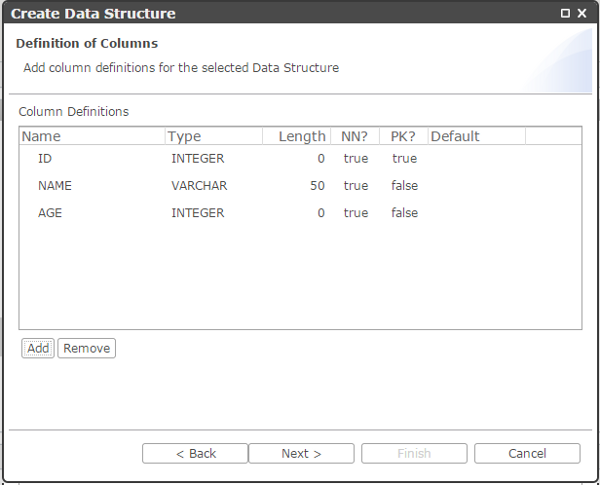 Create Data Structure
Definition of Columns
Add column definitions for the selected Data Structure
Column Definitions
Name Type Length NN? PK? Default
ID INTEGER 0 true true
NAME VARCHAR 50 true false
AGE INTEGER 0 true false
Add Remove
< Back Next > Finish Cancel